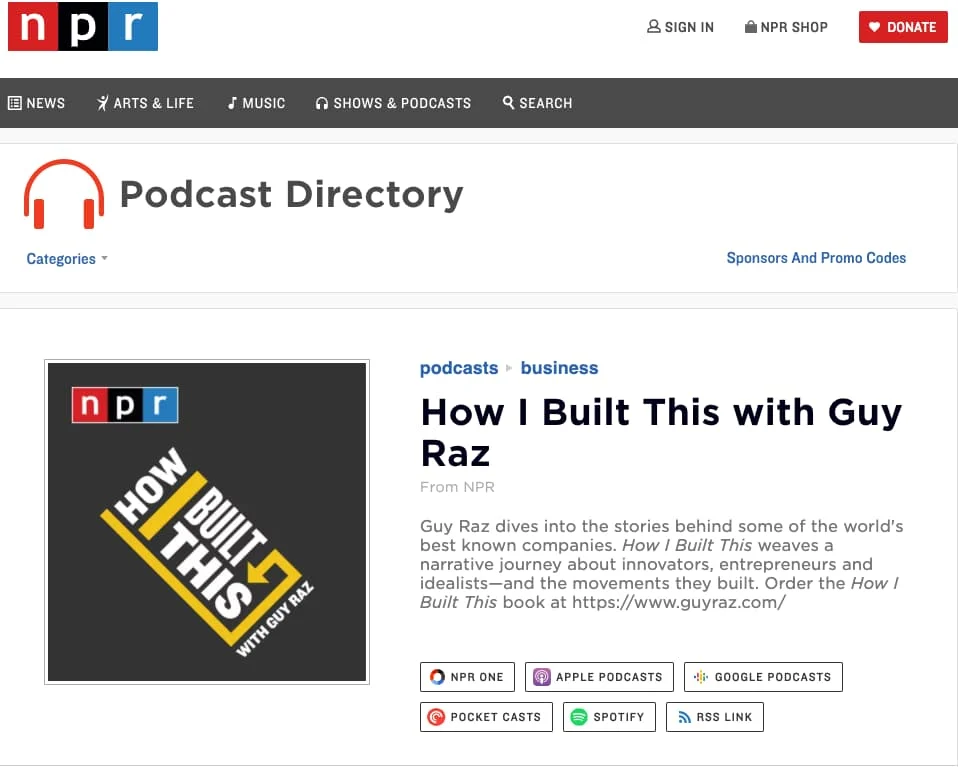 npr
SIGN IN
NPR SHOP
DONATE
NEWS
ARTS & LIFE
MUSIC
SHOWS & PODCASTS
SEARCH
Podcast Directory
Categories
Sponsors And Promo Codes
npr
HOW
I
BUILT
THIS
WITH GUY RAZ
podcasts
business
How I Built This with Guy
Raz
From NPR
Guy Raz dives into the stories behind some of the world's
best known companies. How I Built This weaves a
narrative journey about innovators, entrepreneurs and
idealists—and the movements they built. Order the How I
Built This book at https://www.guyraz.com/
NPR ONE
APPLE PODCASTS
GOOGLE PODCASTS
POCKET CASTS
SPOTIFY
RSS LINK